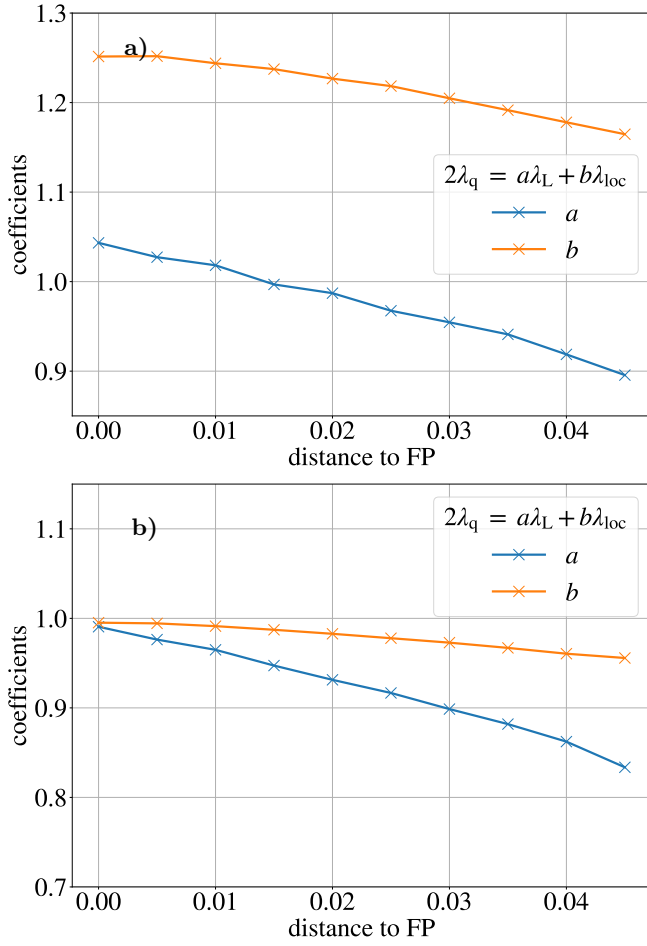 a)
1.3
1.2
1.1
1.0
0.9
coefficients
2λq = aλL + bλloc
a
b
0.00 0.01 0.02 0.03 0.04
distance to FP
b)
1.1
1.0
0.9
0.8
0.7
coefficients
2λq = aλL + bλloc
a
b
0.00 0.01 0.02 0.03 0.04
distance to FP